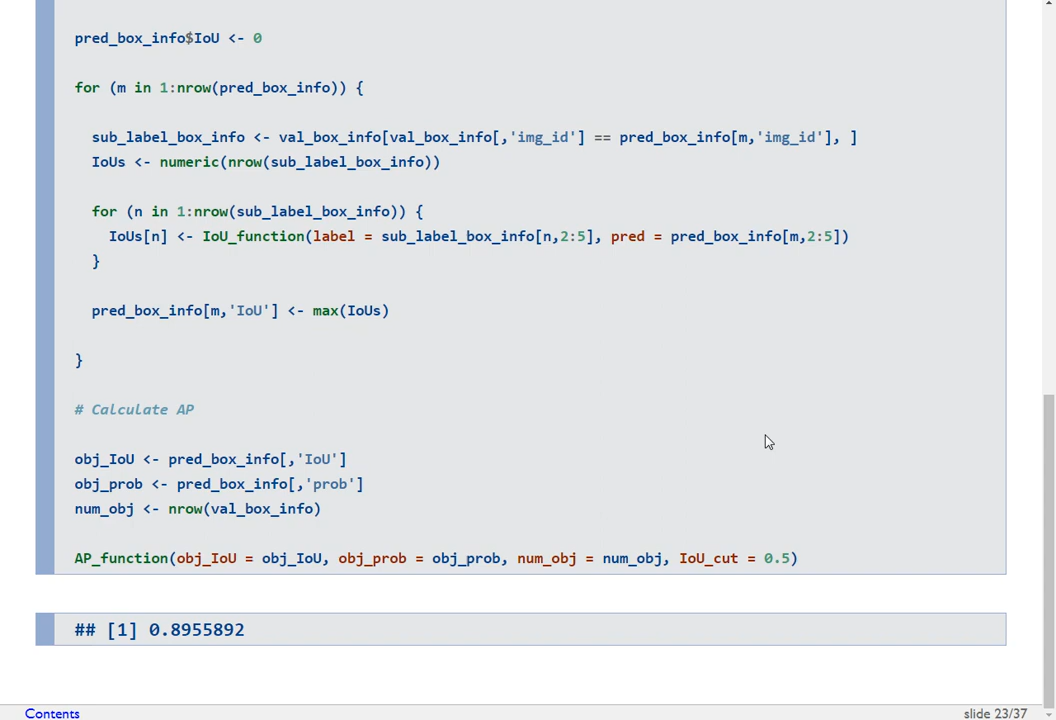 pred_box_info$IoU <- 0
for (m in 1:nrow(pred_box_info)) {
sub_label_box_info <- val_box_info[val_box_info[,'img_id'] == pred_box_info[m,'img_id'], ]
IoUs <- numeric(nrow(sub_label_box_info))
for (n in 1:nrow(sub_label_box_info)) {
IoUs[n] <- IoU_function(label = sub_label_box_info[n,2:5], pred = pred_box_info[m,2:5])
}
pred_box_info[m,'IoU'] <- max(IoUs)
}
# Calculate AP
obj_IoU <- pred_box_info[,'IoU']
obj_prob <- pred_box_info[,'prob']
num_obj <- nrow(val_box_info)
AP_function(obj_IoU = obj_IoU, obj_prob = obj_prob, num_obj = num_obj, IoU_cut = 0.5)
## [1] 0.8955892
Contents
slide 23/37